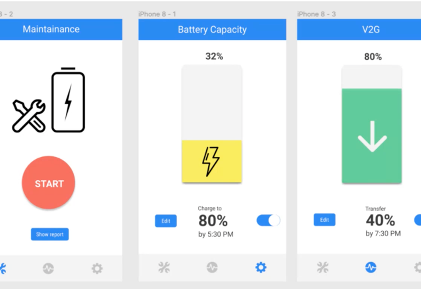 8 - 2
Maintainance
START
Show report
iPhone 8 - 1
Battery Capacity
32%
Charge to
Edit
80%
by 5:30 PM
iPhone 8 - 3
V2G
80%
Transfer
Edit
40%
by 7:30 PM